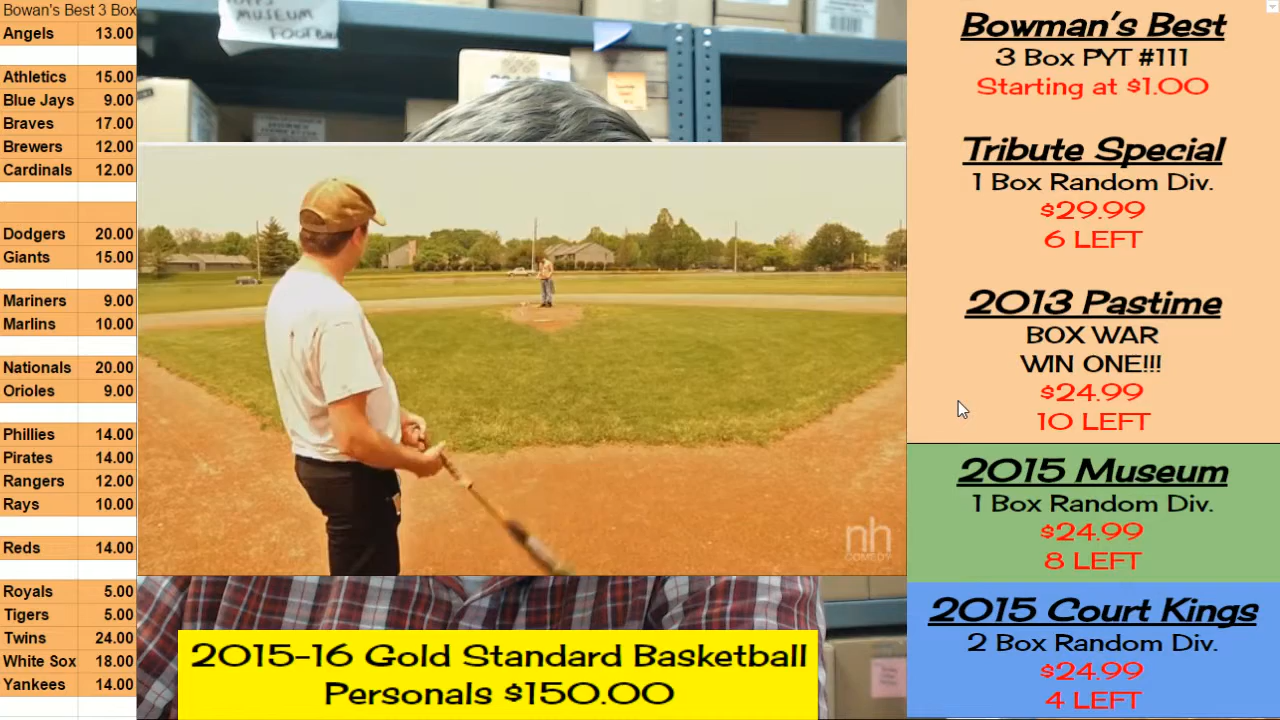 Bowan's Best 3 Box
Angels 13.00
Athletics 15.00
Blue Jays 9.00
Braves 17.00
Brewers 12.00
Cardinals 12.00
Dodgers 20.00
Giants 15.00
Mariners 9.00
Marlins 10.00
Nationals 20.00
Orioles 9.00
Phillies 14.00
Pirates 14.00
Rangers 12.00
Rays 10.00
Reds 14.00
Royals 5.00
Tigers 5.00
Twins 24.00
White Sox 18.00
Yankees 14.00
MUSEUM
FOOTBALL
nh
COMEDY
2015-16 Gold Standard Basketball
Personals $150.00
Bowman's Best
3 Box PYT #111
Starting at $1.00
Tribute Special
1 Box Random Div.
$29.99
6 LEFT
2013 Pastime
BOX WAR
WIN ONE!!!
$24.99
10 LEFT
2015 Museum
1 Box Random Div.
$24.99
8 LEFT
2015 Court Kings
2 Box Random Div.
$24.99
4 LEFT